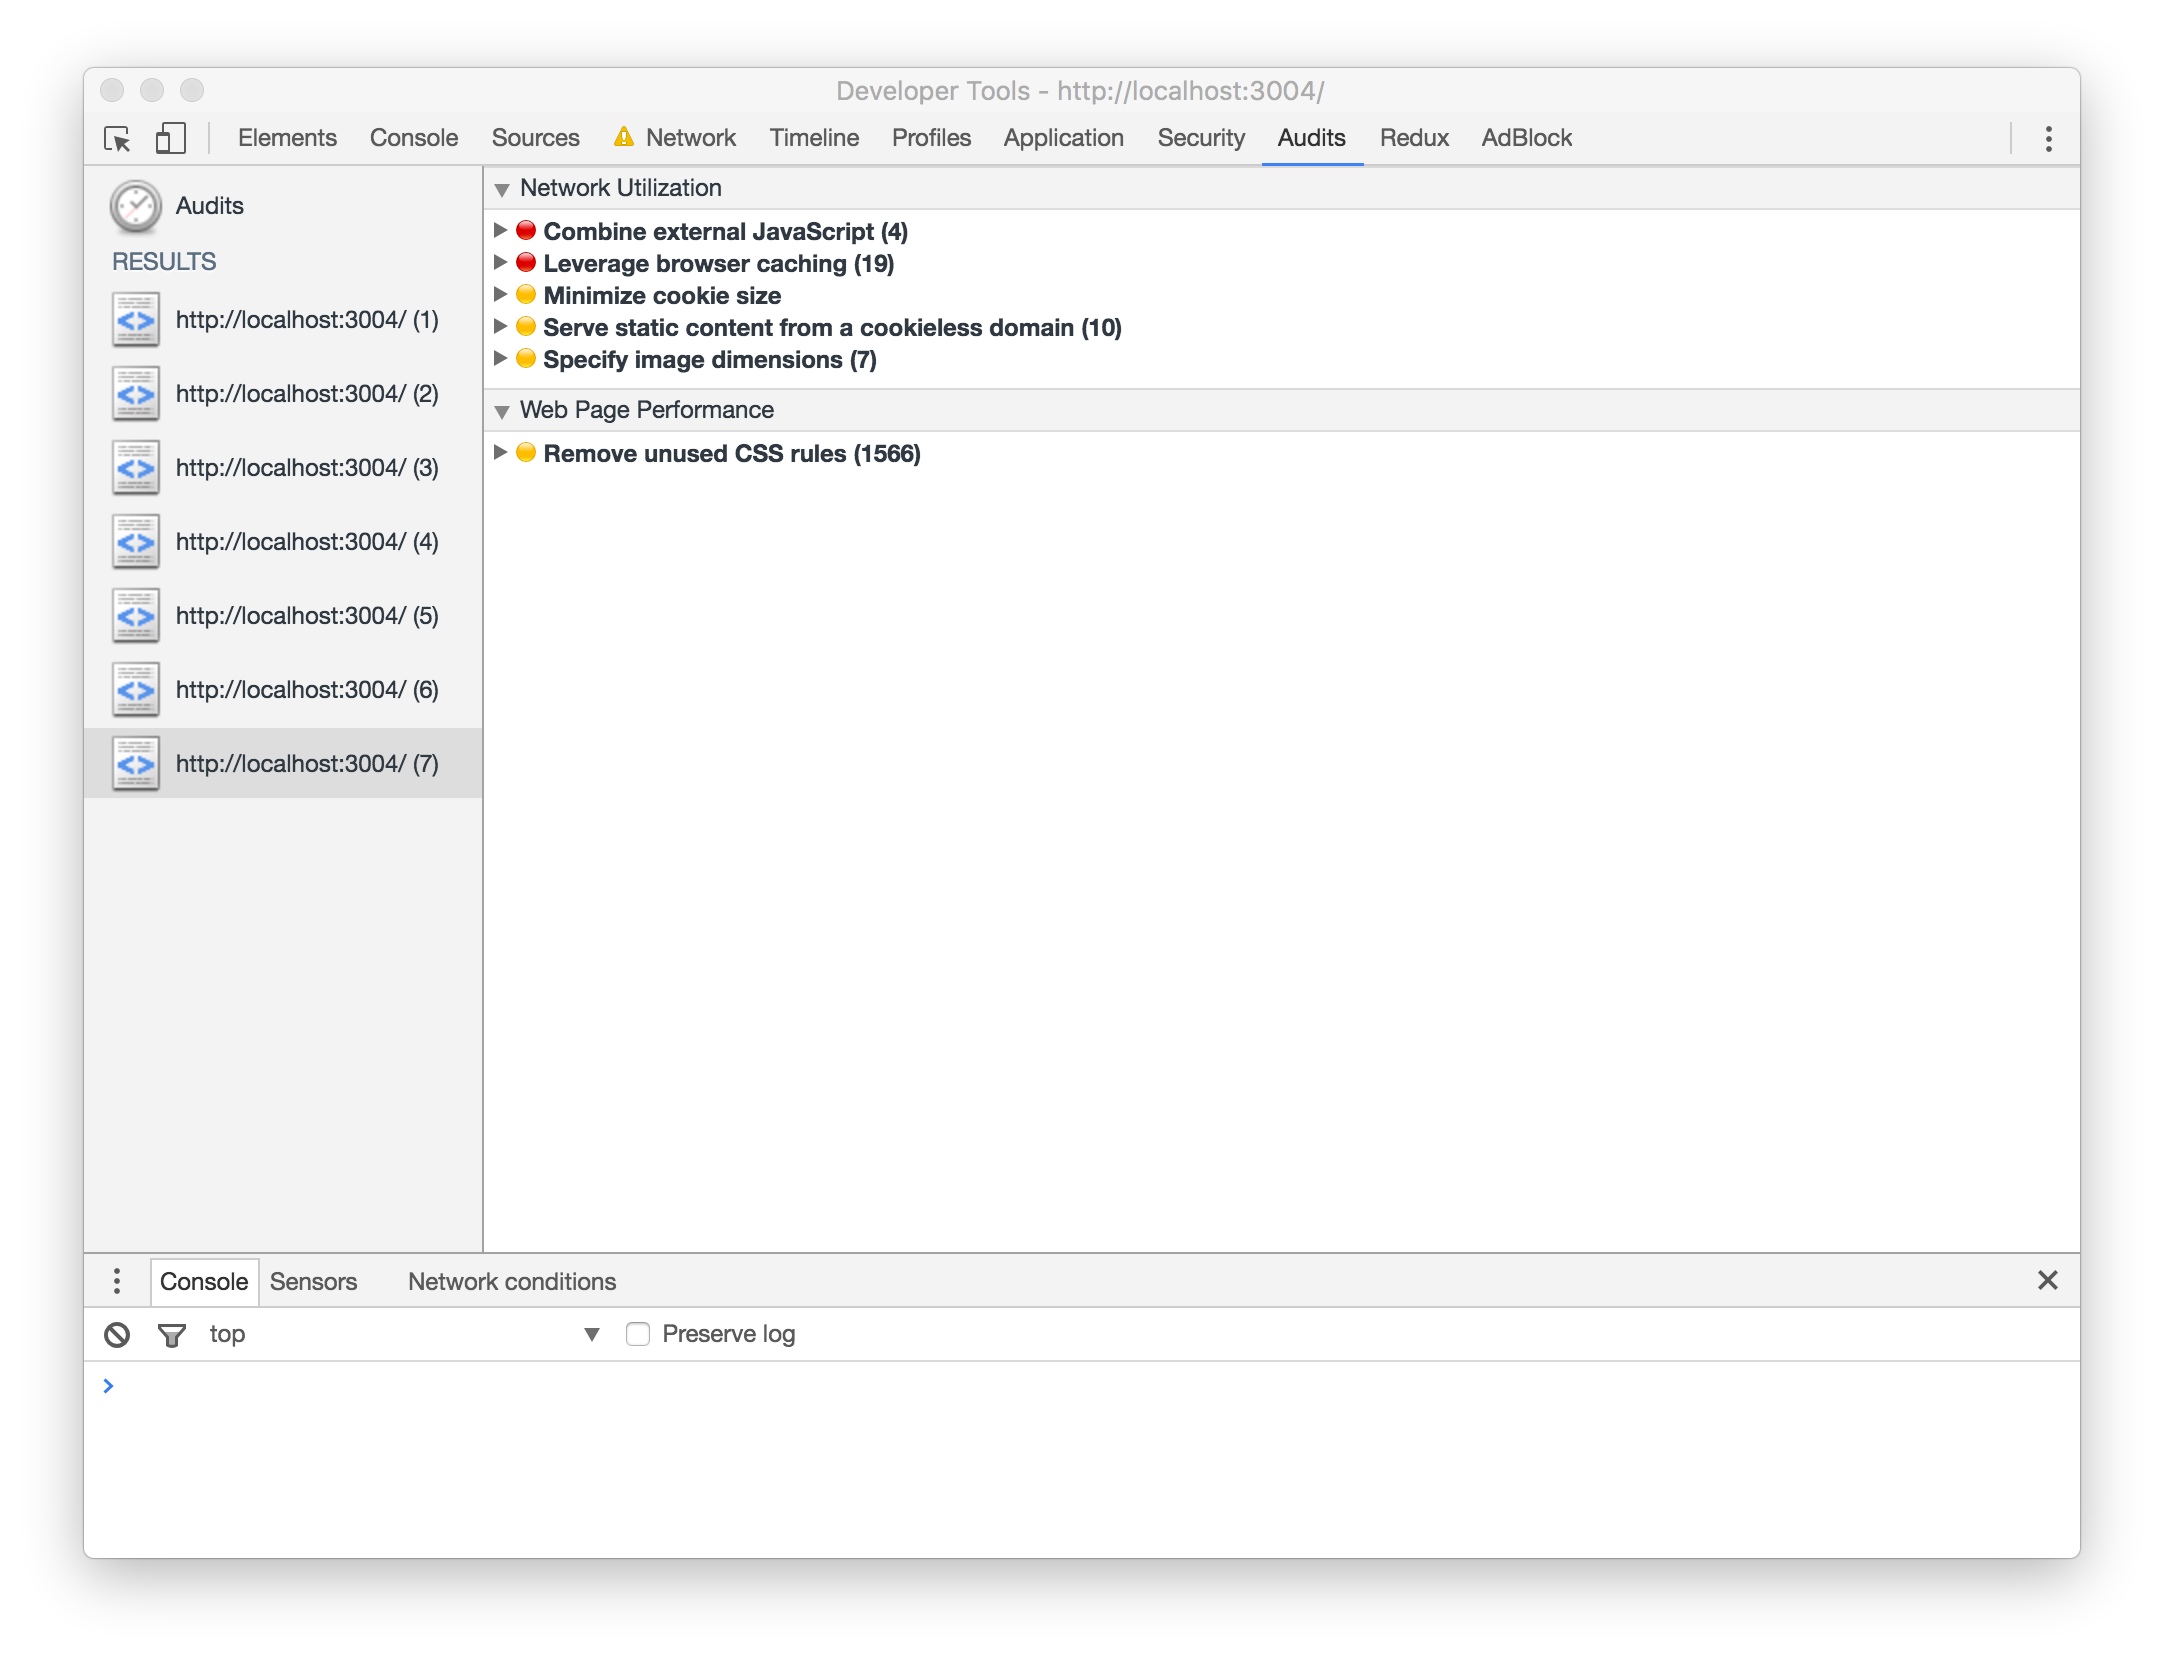 Developer Tools - http://localhost:3004/
Elements Console Sources Network Timeline Profiles Application Security Audits Redux AdBlock
Audits
RESULTS
http://localhost:3004/ (1)
http://localhost:3004/ (2)
http://localhost:3004/ (3)
http://localhost:3004/ (4)
http://localhost:3004/ (5)
http://localhost:3004/ (6)
http://localhost:3004/ (7)
Network Utilization
Combine external JavaScript (4)
Leverage browser caching (19)
Minimize cookie size
Serve static content from a cookieless domain (10)
Specify image dimensions (7)
Web Page Performance
Remove unused CSS rules (1566)
Console Sensors Network conditions
top Preserve log